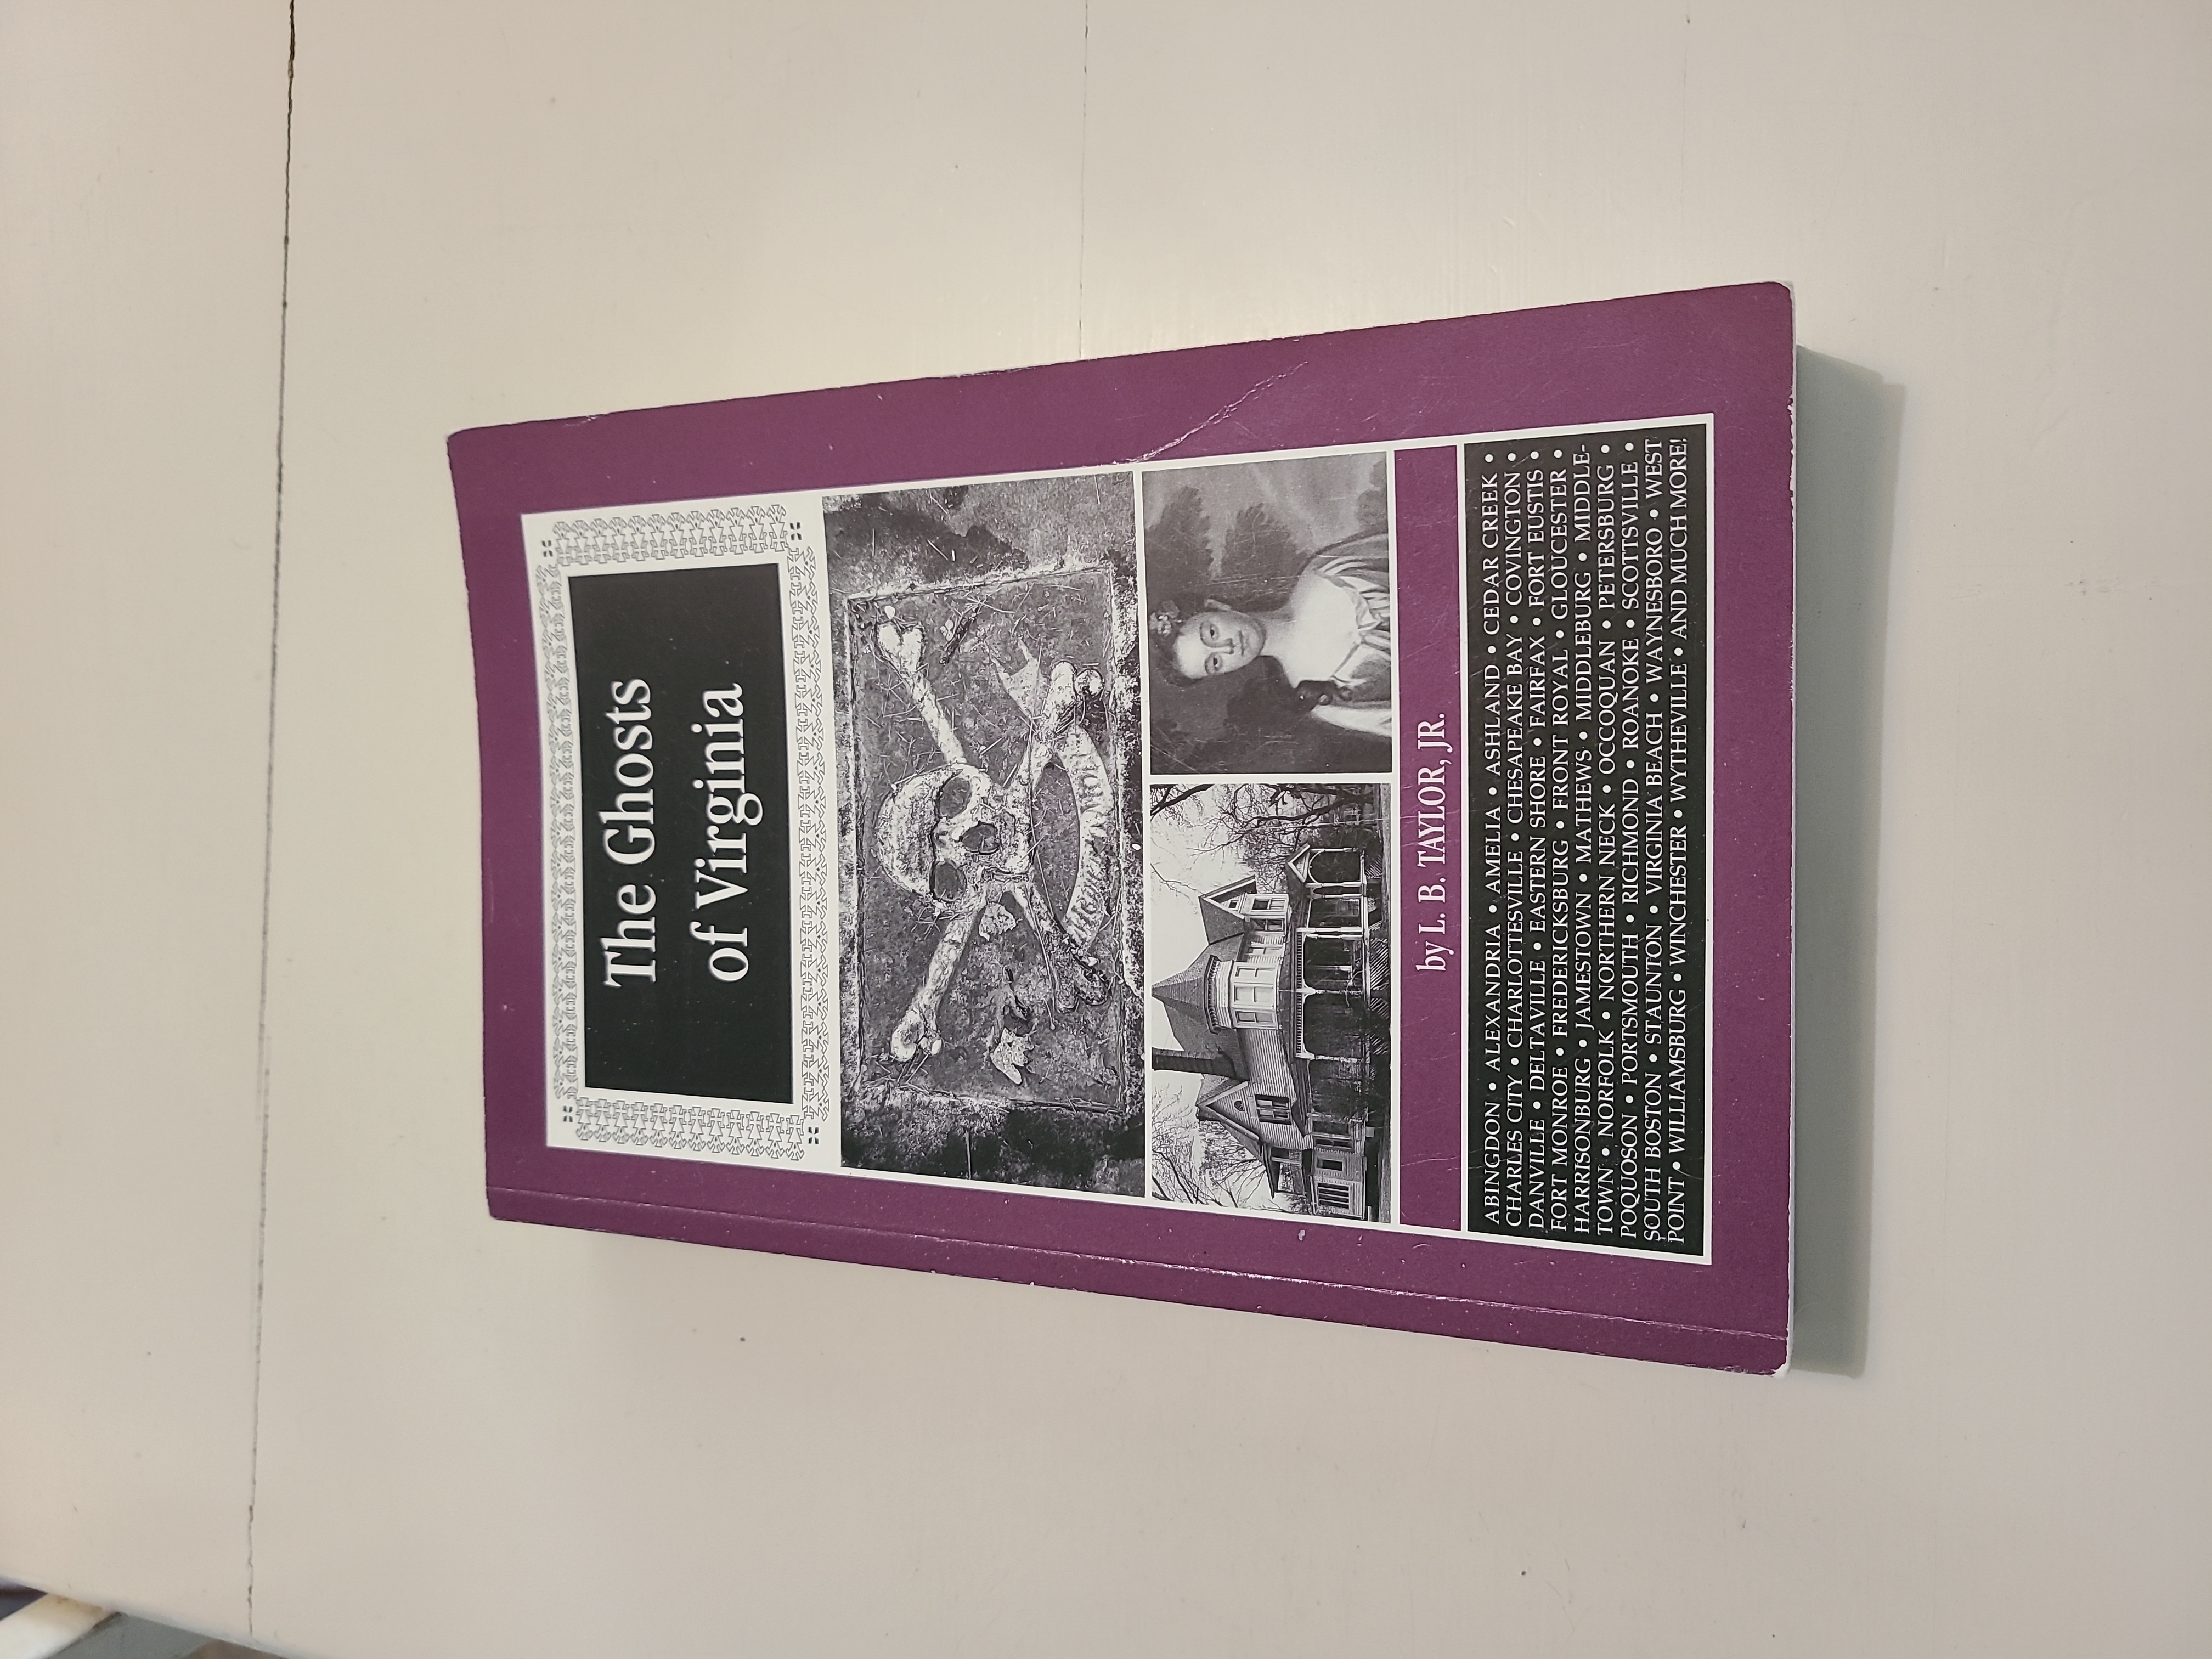 The Ghosts
of Virginia
by L. B. TAYLOR, JR.
ABINGDON • ALEXANDRIA • AMELIA • ASHLAND • CEDAR CREEK •
CHARLES CITY • CHARLOTTESVILLE • CHESAPEAKE BAY • COVINGTON •
DANVILLE • DELTAVILLE • EASTERN SHORE • FAIRFAX • FORT EUSTIS •
FORT MONROE • FREDERICKSBURG • FRONT ROYAL • GLOUCESTER •
HARRISONBURG • JAMESTOWN • MATHEWS • MIDDLEBURG • MIDDLE-
TOWN • NORFOLK • NORTHERN NECK • OCCOQUAN • PETERSBURG •
POQUOSON • PORTSMOUTH • RICHMOND • ROANOKE • SCOTTSVILLE •
SOUTH BOSTON • STAUNTON • VIRGINIA BEACH • WAYNESBORO • WEST
POINT • WILLIAMSBURG • WINCHESTER • WYTHEVILLE • AND MUCH MORE!